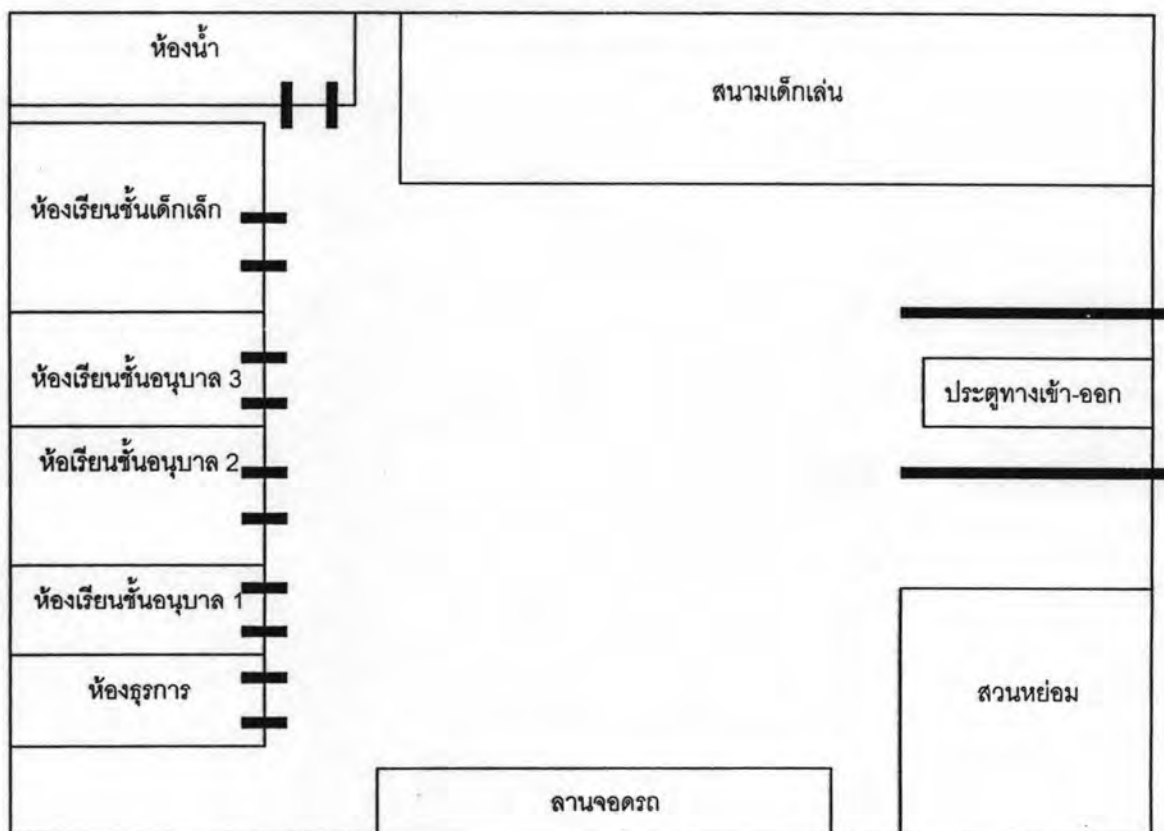 ห้องน้ำ
สนามเด็กเล่น
ห้องเรียนชั้นเด็กเล็ก
ห้องเรียนชั้นอนุบาล 3
ประตูทางเข้า-ออก
ห้อเรียนชั้นอนุบาล 2
ห้องเรียนชั้นอนุบาล 1
ห้องธุรการ
สวนหย่อม
ลานจอดรถ